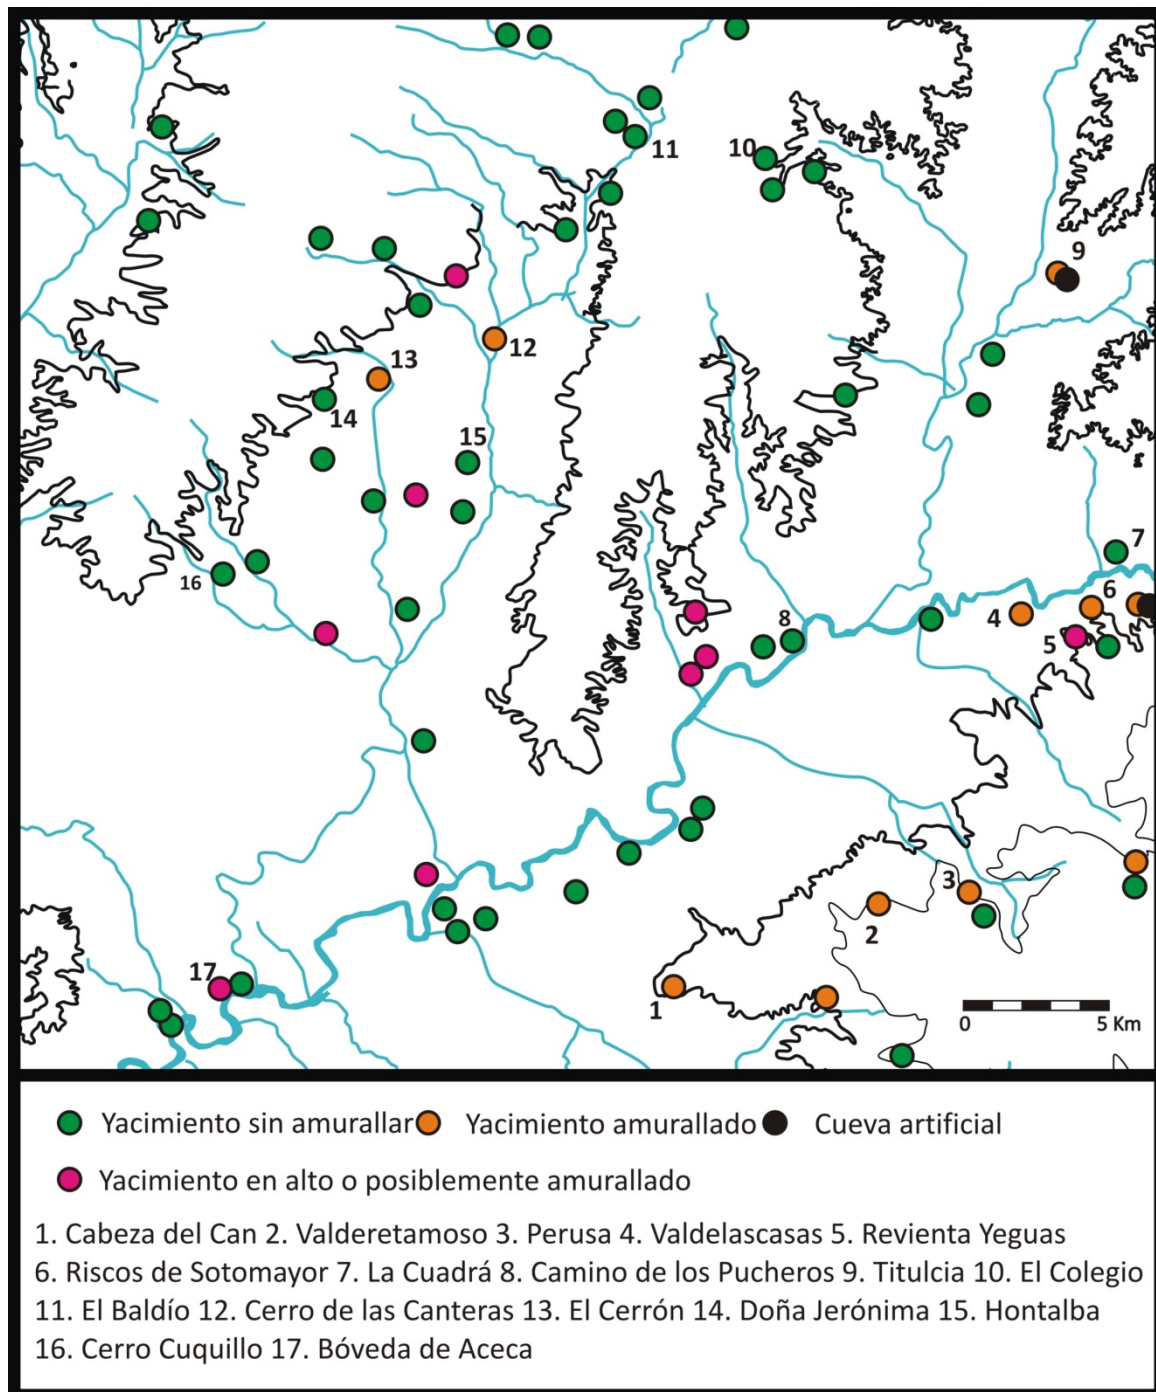 11
10
9
12
13
14
15
7
16
6
8
4
5
3
2
17
1
0 5 Km
Yacimiento sin amurallar Yacimiento amurallado Cueva artificial
Yacimiento en alto o posiblemente amurallado
1. Cabeza del Can 2. Valderetamoso 3. Perusa 4. Valdelascasas 5. Revienta Yeguas
6. Riscos de Sotomayor 7. La Cuadrá 8. Camino de los Pucheros 9. Titulcia 10. El Colegio
11. El Baldío 12. Cerro de las Canteras 13. El Cerrón 14. Doña Jerónima 15. Hontalba
16. Cerro Cuquillo 17. Bóveda de Aceca